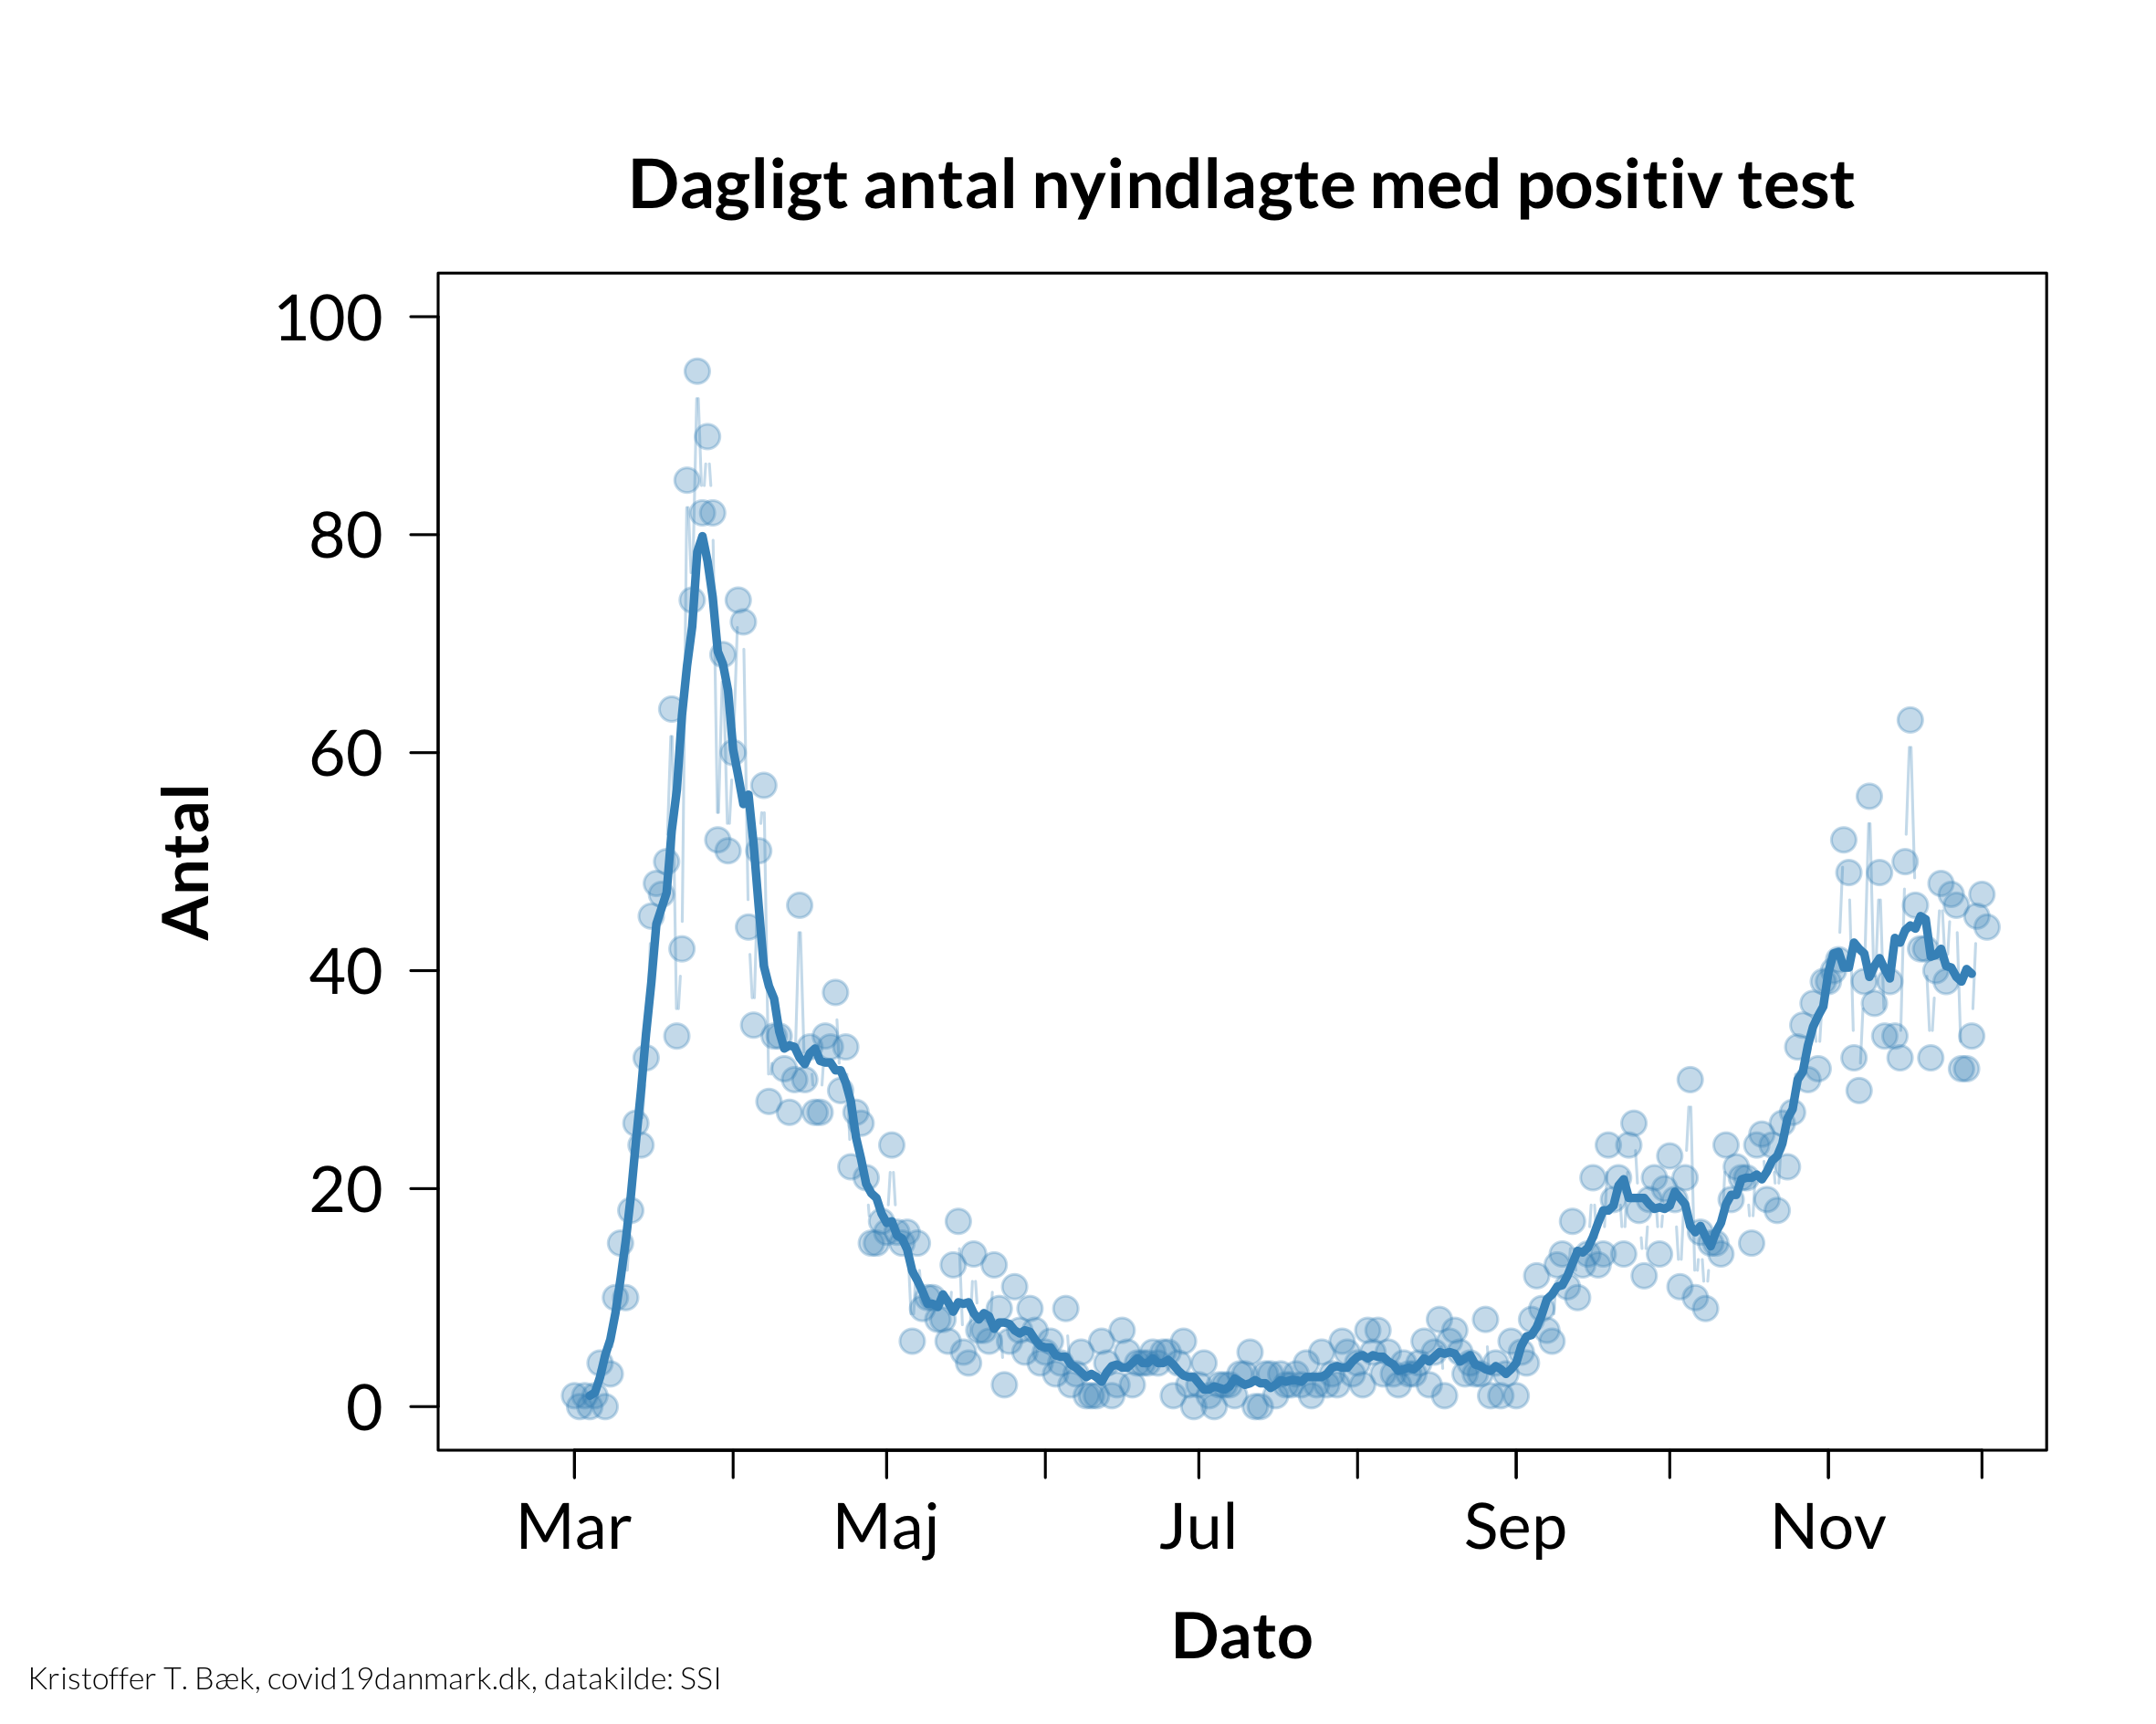 Dagligt antal nyindlagte med positiv test
100
80
60
40
20
0
Antal
Mar Maj Jul Sep Nov
Dato
Kristoffer T. Bæk, covid19danmark.dk, datakilde: SSI